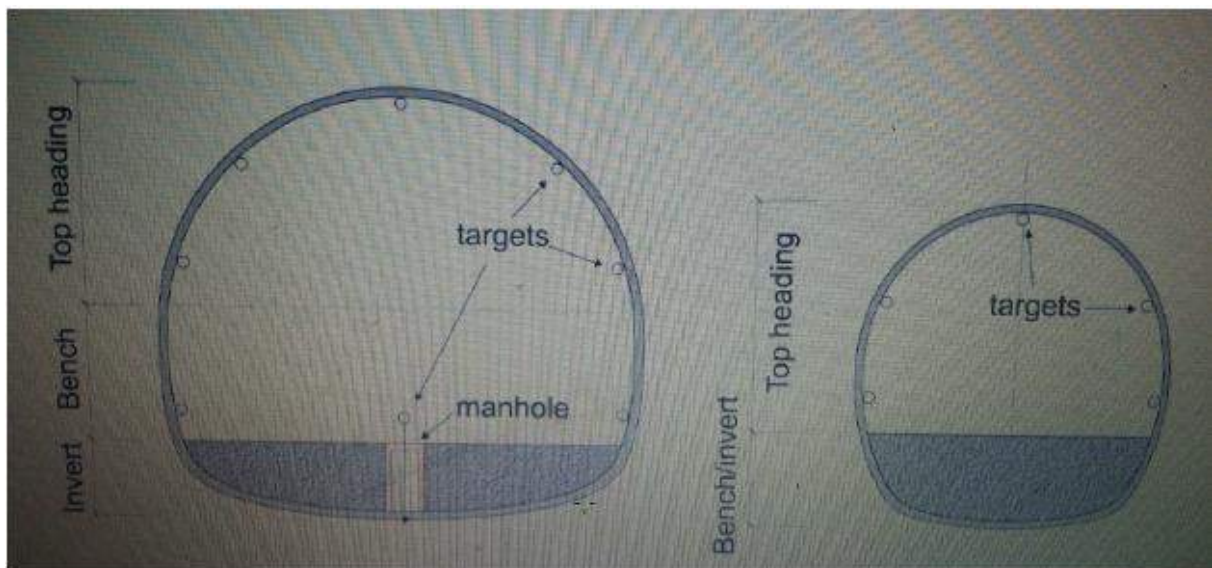 Top heading
Bench
Invert
targets
manhole
Top heading
Bench/invert
targets